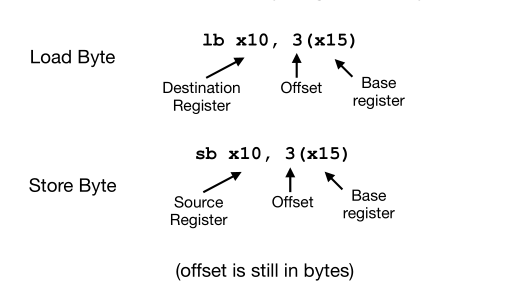 lb x10, 3(x15)
Load Byte
Destination
Register
Offset
Base
register
sb x10, 3(x15)
Store Byte
Source
Register
Offset
Base
register
(offset is still in bytes)